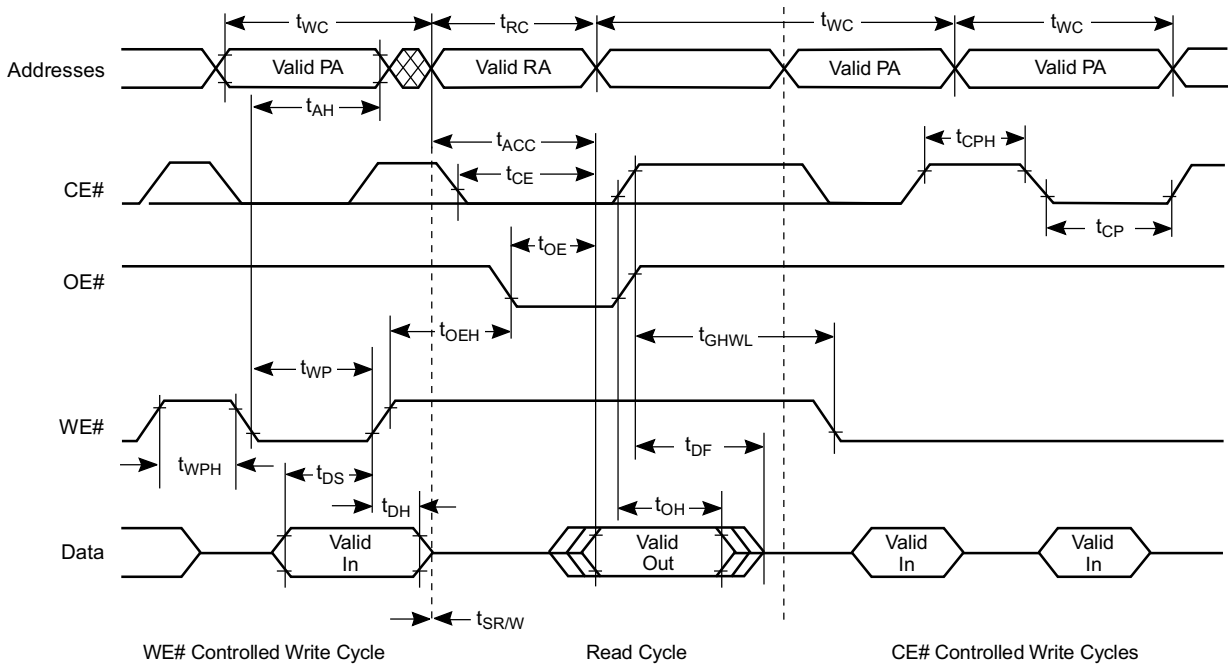 tWC tRC tWC tWC
Addresses Valid PA Valid RA Valid PA Valid PA
tAH
tACC tCPH
CE# tCE
tCP
tOE
OE#
tOEH tGHWL
tWP
WE#
tWPH tDS tDF
tDH tOH
Data Valid In Valid Out Valid In Valid In
tSR/W
WE# Controlled Write Cycle Read Cycle CE# Controlled Write Cycles